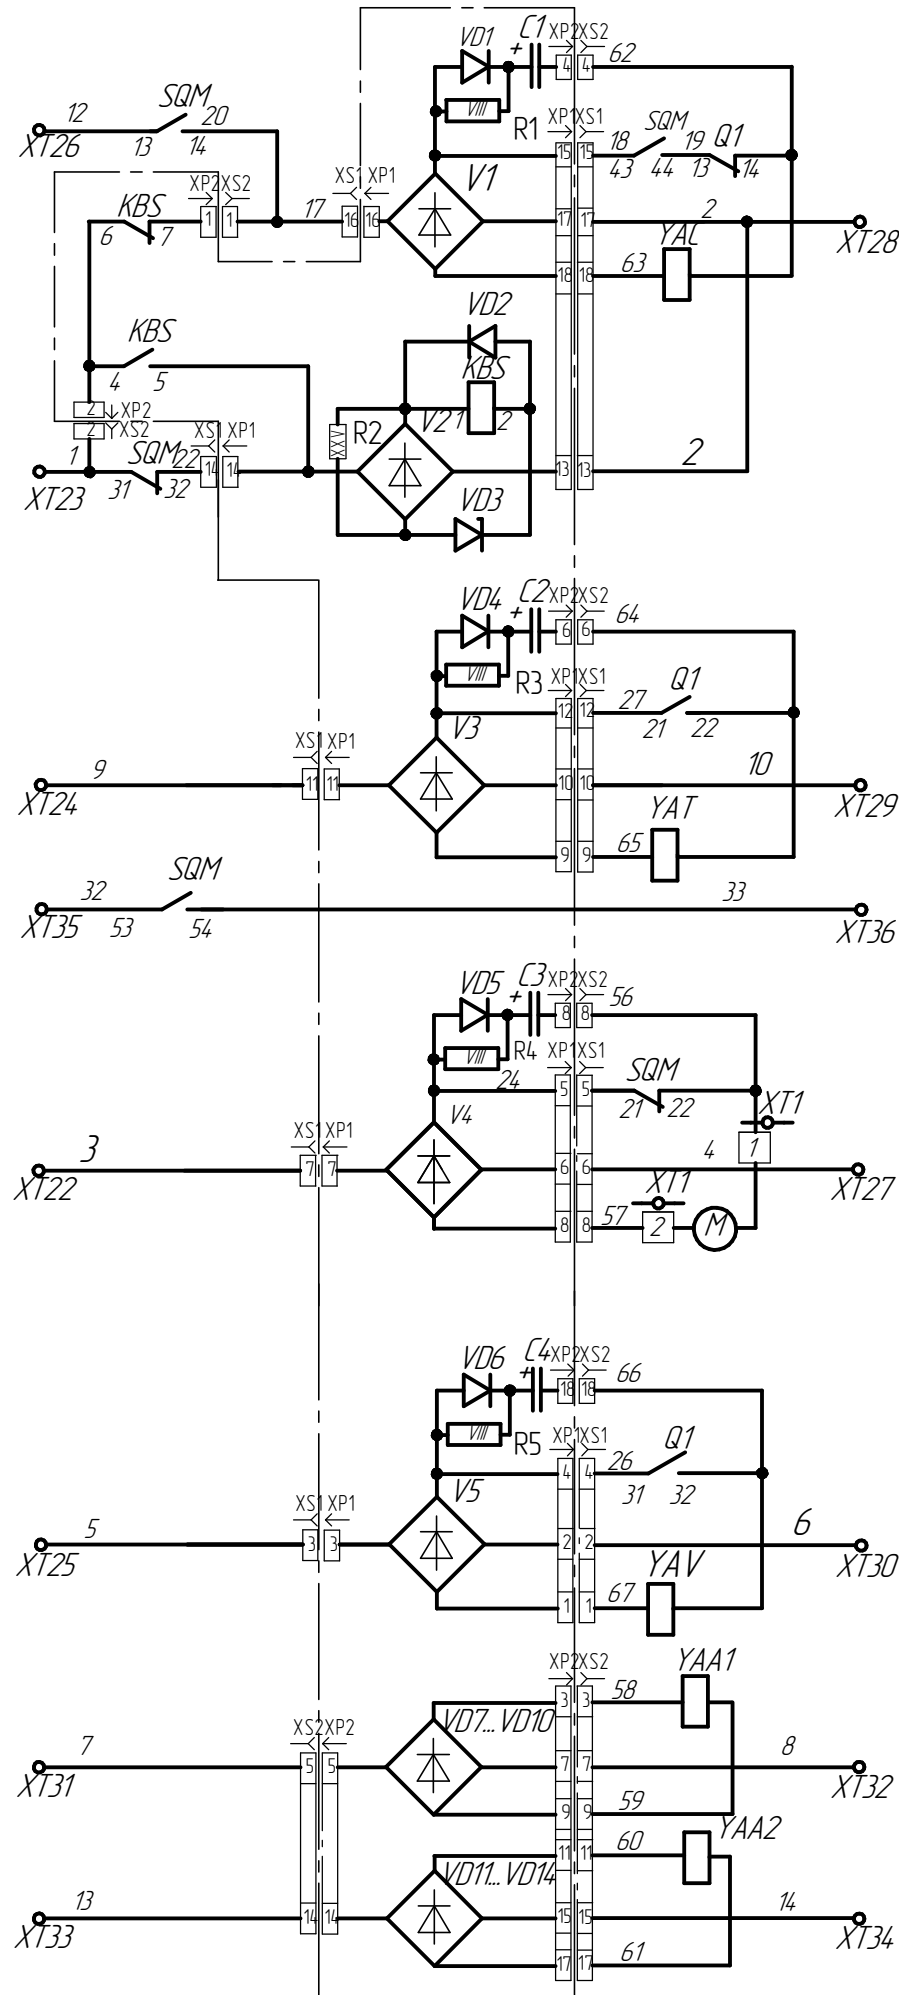 VD1 + C1 XP2 XS2 62
4 4
VIII R1
12 SQM 20 XP1 XS1 18 SQM 19 Q1
XT26 13 14 15 15 43 44 13 14
XP2 XS2 XS1 XP1 V1
KBS 1 1 17 16 16 17 17 2 XT28
6 7 YAC
18 18 63
VD2
KBS KBS
4 5 V2 1 2
2 XP2
2 XS2 XS1 XP1 XXV R2
1 SQM 22 14 14 13 13 2
XT23 31 32
VD3
VD4 + C2 XP2 XS2 64
6 6
VIII R3 XP1 XS1
V3 12 12 27 Q1
21 22
XS1 XP1
9 11 11 10 10 10
XT24 XT29
YAT
9 9 65
SQM
32 33
XT35 53 54 XT36
VD5 + C3 XP2 XS2 56
8 8
VIII R4 XP1 XS1
24 5 5 SQM
V4 21 22 XT1
XS1 XP1 1
3 7 7 6 6 4
XT22 XT27
XT1
8 8 57 2 M
VD6 + C4 XP2 XS2 66
18 18
VIII R5 XP1 XS1 Q1
V5 4 4 26
31 32
XS1 XP1
5 3 3 2 2 6
XT25 XT30
YAV
1 1 67
XP2 XS2 YAA1
3 3 58
XS2 XP2 VD7...VD10
7 5 5 7 7 8
XT31 XT32
9 9 59
YAA2
11 11 60
VD11...VD14
13 14 14 15 15 14
XT33 XT34
17 17 61